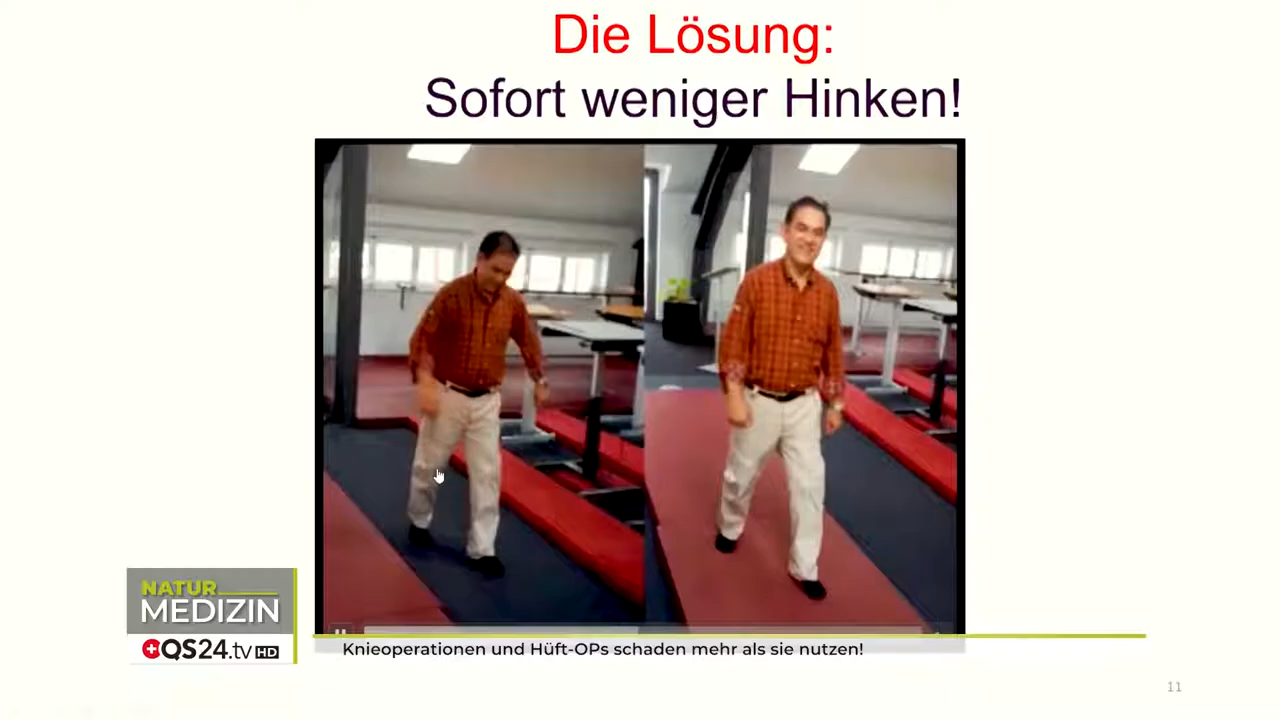 Die Lösung:
Sofort weniger Hinken!
NATUR
MEDIZIN
QS24.tv HD
Knieoperationen und Hüft-OPs schaden mehr als sie nutzen!
11